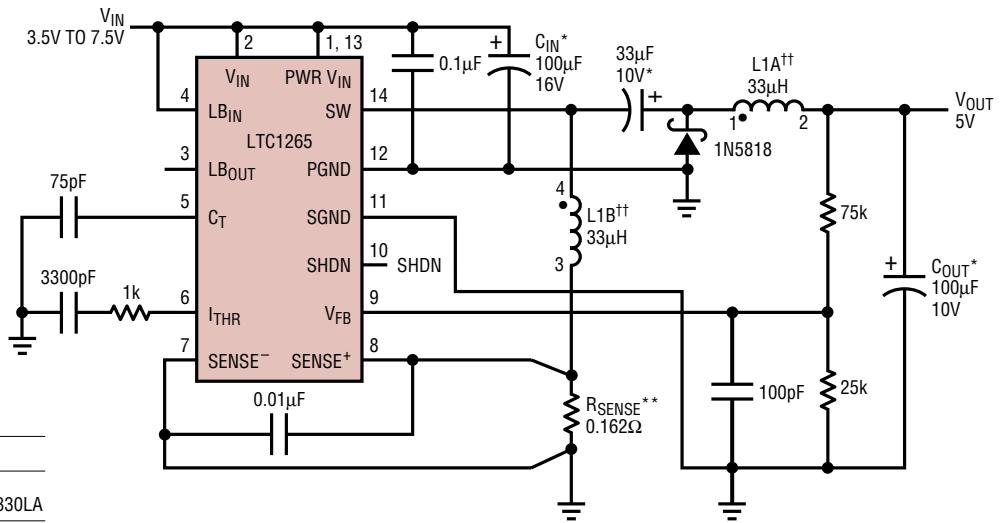 VIN
3.5V TO 7.5V
2
1, 13
VIN
PWR VIN
0.1µF
+
CIN*
100µF
16V
33µF
10V*
+
L1A††
33µH
1
2
VOUT
5V
4
LBIN
SW
14
LTC1265
1N5818
3
LBOUT
PGND
12
75pF
5
CT
SGND
11
4
L1B††
33µH
3
75k
SHDN
10
SHDN
3300pF
1k
6
ITHR
VFB
9
+
COUT*
100µF
10V
7
SENSE–
SENSE+
8
0.01µF
RSENSE**
0.162Ω
100pF
25k
330LA